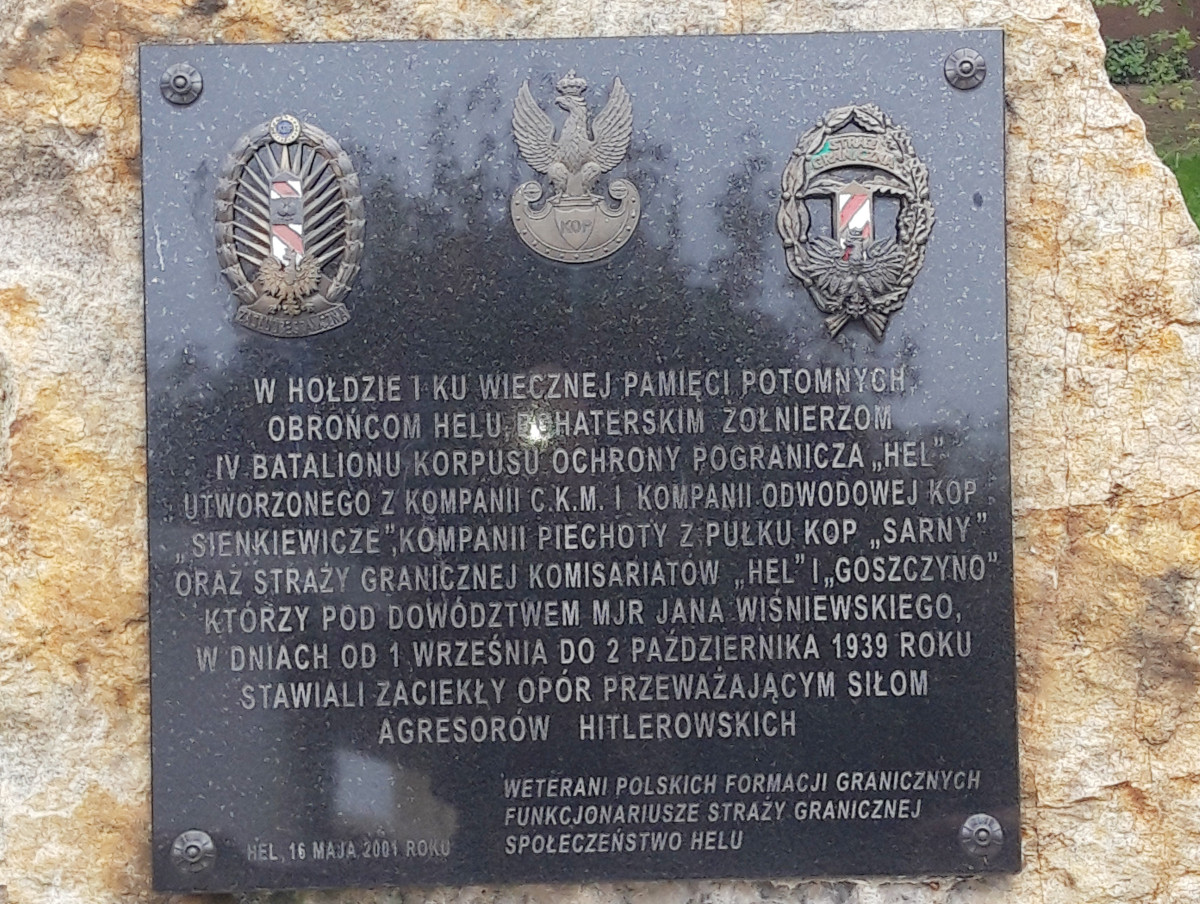 KOP
STRAŻ
GRANICZNA
W HOŁDZIE I KU WIECZNEJ PAMIĘCI POTOMNYCH,
OBROŃCOM HELU, BOHATERSKIM ŻOŁNIERZOM
IV BATALIONU KORPUSU OCHRONY POGRANICZA „HEL”
UTWORZONEGO Z KOMPANII C.K.M. I KOMPANII ODWODOWEJ KOP
„SIENKIEWICZE”, KOMPANII PIECHOTY Z PUŁKU KOP „SARNY”
ORAZ STRAŻY GRANICZNEJ KOMISARIATÓW „HEL” I „GOSZCZYNO”
KTÓRZY POD DOWÓDZTWEM MJR JANA WIŚNIEWSKIEGO,
W DNIACH OD 1 WRZEŚNIA DO 2 PAŹDZIERNIKA 1939 ROKU
STAWIALI ZACIEKŁY OPÓR PRZEWAŻAJĄCYM SIŁOM
AGRESORÓW HITLEROWSKICH
WETERANI POLSKICH FORMACJI GRANICZNYCH
FUNKCJONARIUSZE STRAŻY GRANICZNEJ
SPOŁECZEŃSTWO HELU
HEL, 16 MAJA 2001 ROKU